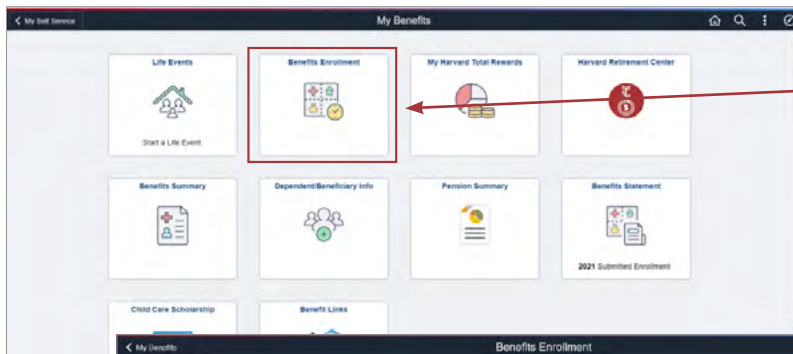 My Self Service
My Benefits
Life Events
Benefits Enrollment
My Harvard Total Rewards
Harvard Retirement Center
Start a Life Event
Benefits Summary
Dependent/Beneficiary Info
Pension Summary
Benefits Statement
2021 Submitted Enrollment
Child Care Scholarship
Benefit Links
My Benefits
Benefits Enrollment